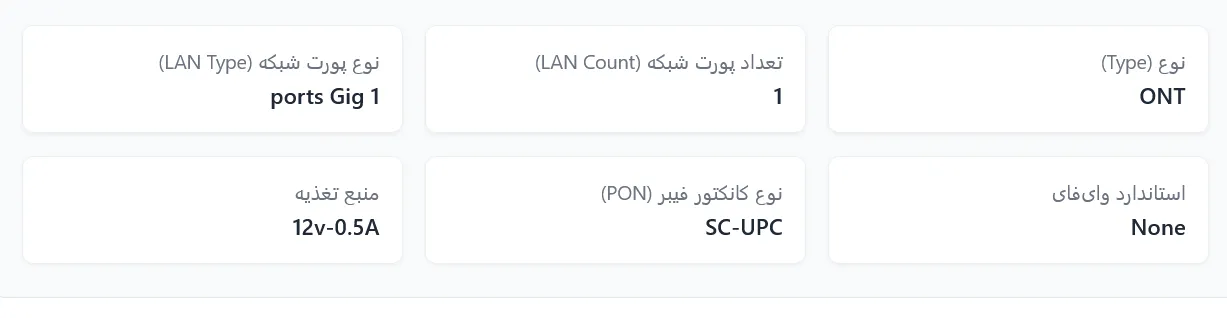 نوع (Type)
ONT
تعداد پورت شبکه (LAN Count)
1
نوع پورت شبکه (LAN Type)
ports Gig 1
استاندارد وای‌فای
None
نوع کانکتور فیبر (PON)
SC-UPC
منبع تغذیه
12v-0.5A